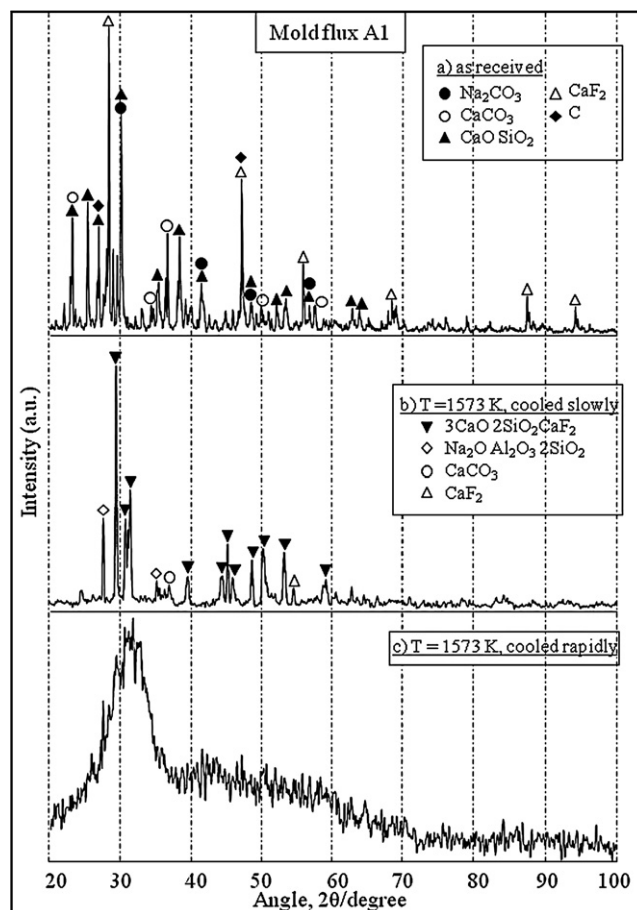 Mold flux A1
a) as received
Na₂CO₃
CaF₂
CaCO₃
C
CaO SiO₂
b) T = 1573 K, cooled slowly
3CaO 2SiO₂CaF₂
Na₂O Al₂O₃ 2SiO₂
CaCO₃
CaF₂
c) T = 1573 K, cooled rapidly
Intensity (a.u.)
20 30 40 50 60 70 80 90 100
Angle, 2θ/degree